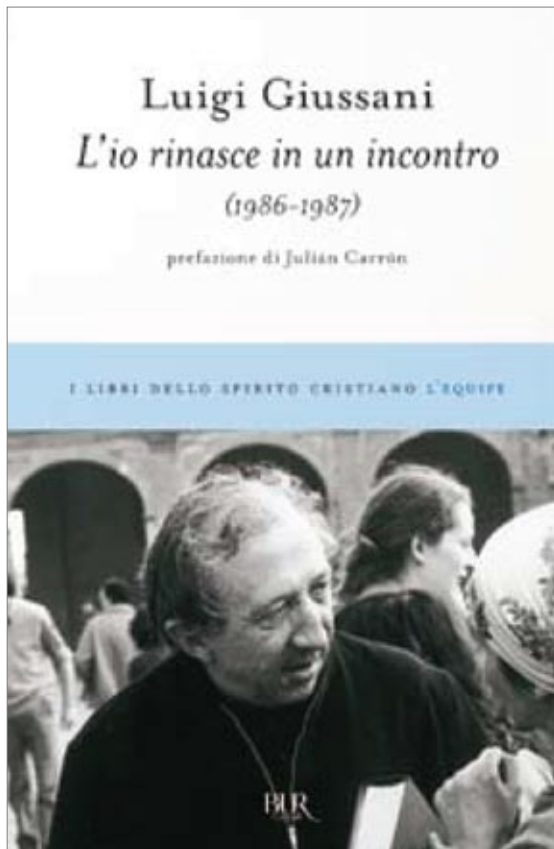 Luigi Giussani
L'io rinasce in un incontro
(1986-1987)
prefazione di Julián Carrón
I LIBRI DELLO SPIRITO CRISTIANO L'EQUIPE
BUR